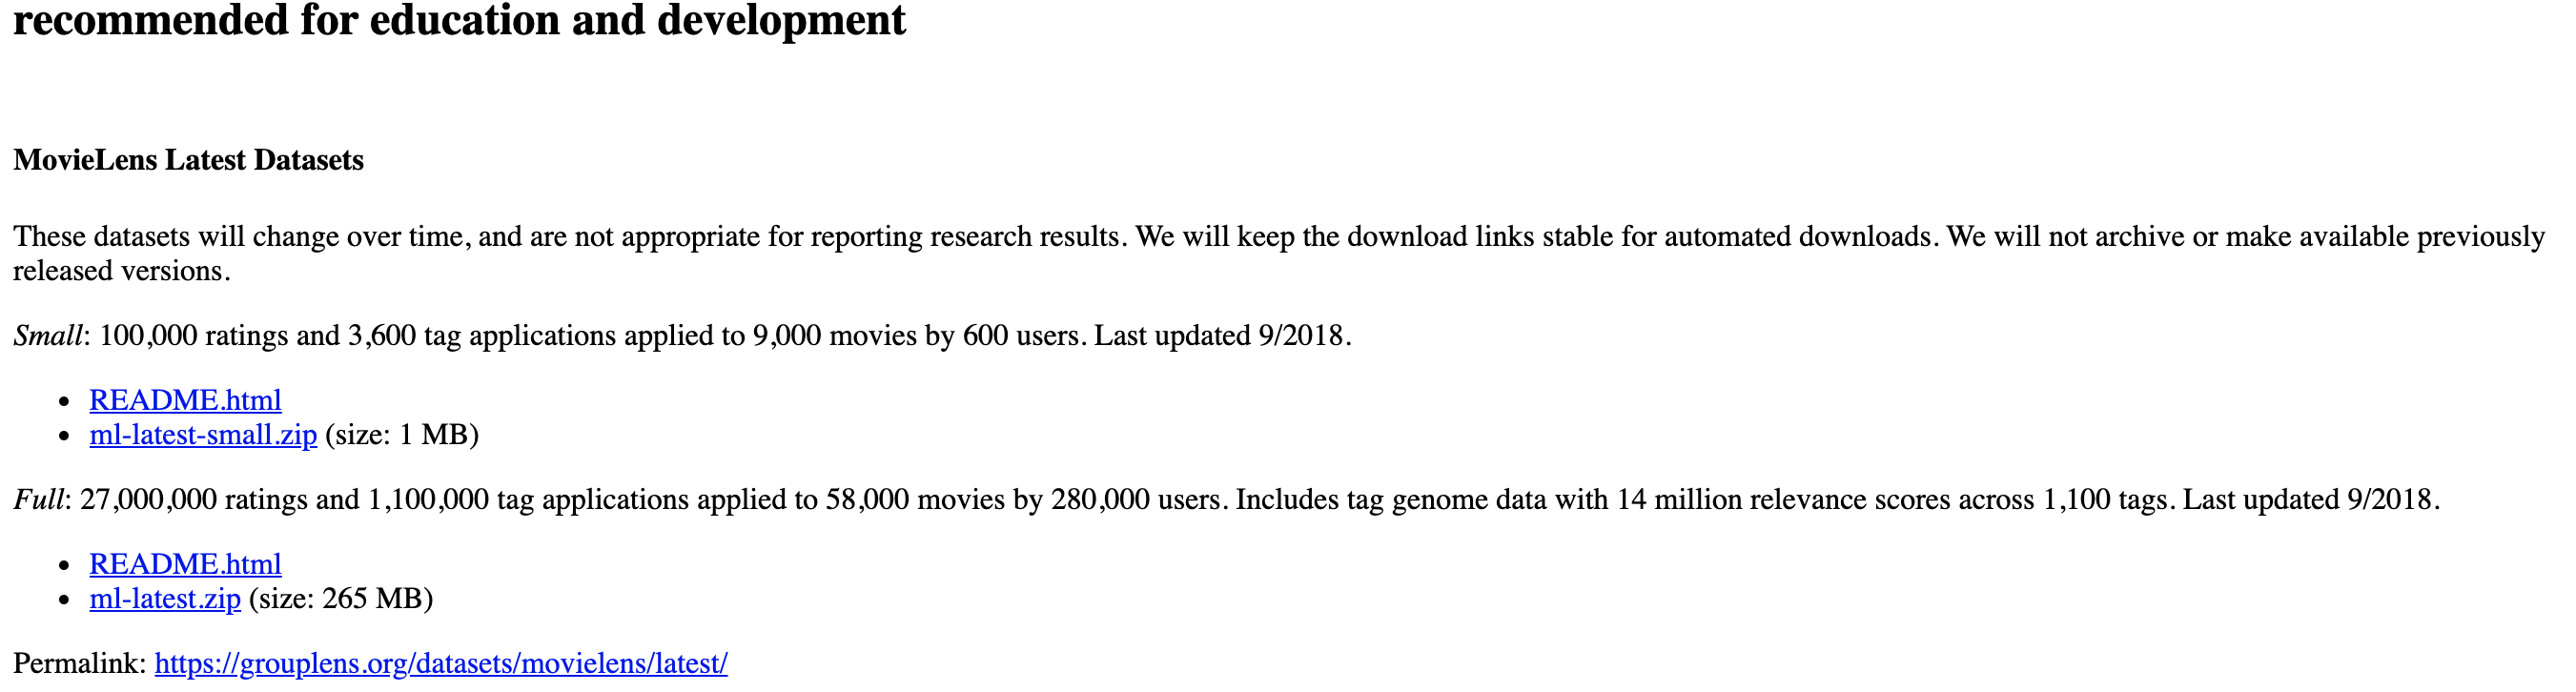 recommended for education and development
MovieLens Latest Datasets
These datasets will change over time, and are not appropriate for reporting research results. We will keep the download links stable for automated downloads. We will not archive or make available previously
released versions.
Small: 100,000 ratings and 3,600 tag applications applied to 9,000 movies by 600 users. Last updated 9/2018.
• README.html
• ml-latest-small.zip (size: 1 MB)
Full: 27,000,000 ratings and 1,100,000 tag applications applied to 58,000 movies by 280,000 users. Includes tag genome data with 14 million relevance scores across 1,100 tags. Last updated 9/2018.
• README.html
• ml-latest.zip (size: 265 MB)
Permalink: https://grouplens.org/datasets/movielens/latest/